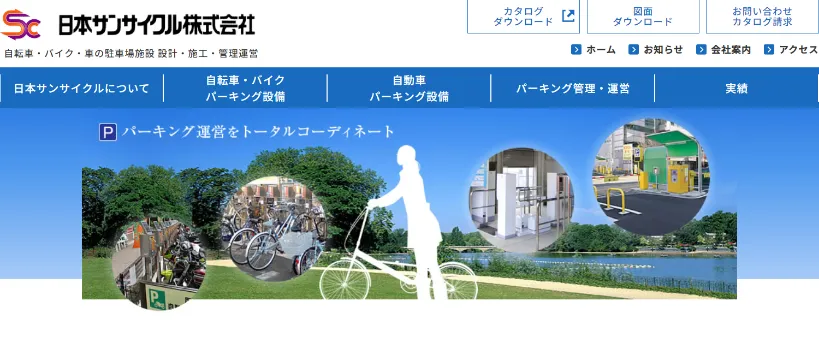 SC 日本サンサイクル株式会社
自転車・バイク・車の駐車場施設 設計・施工・管理運営
カタログ
ダウンロード
図面
ダウンロード
お問い合わせ
カタログ請求
ホーム お知らせ 会社案内 アクセス
日本サンサイクルについて
自転車・バイク
パーキング設備
自動車
パーキング設備
パーキング管理・運営
実績
P パーキング運営をトータルコーディネート
P